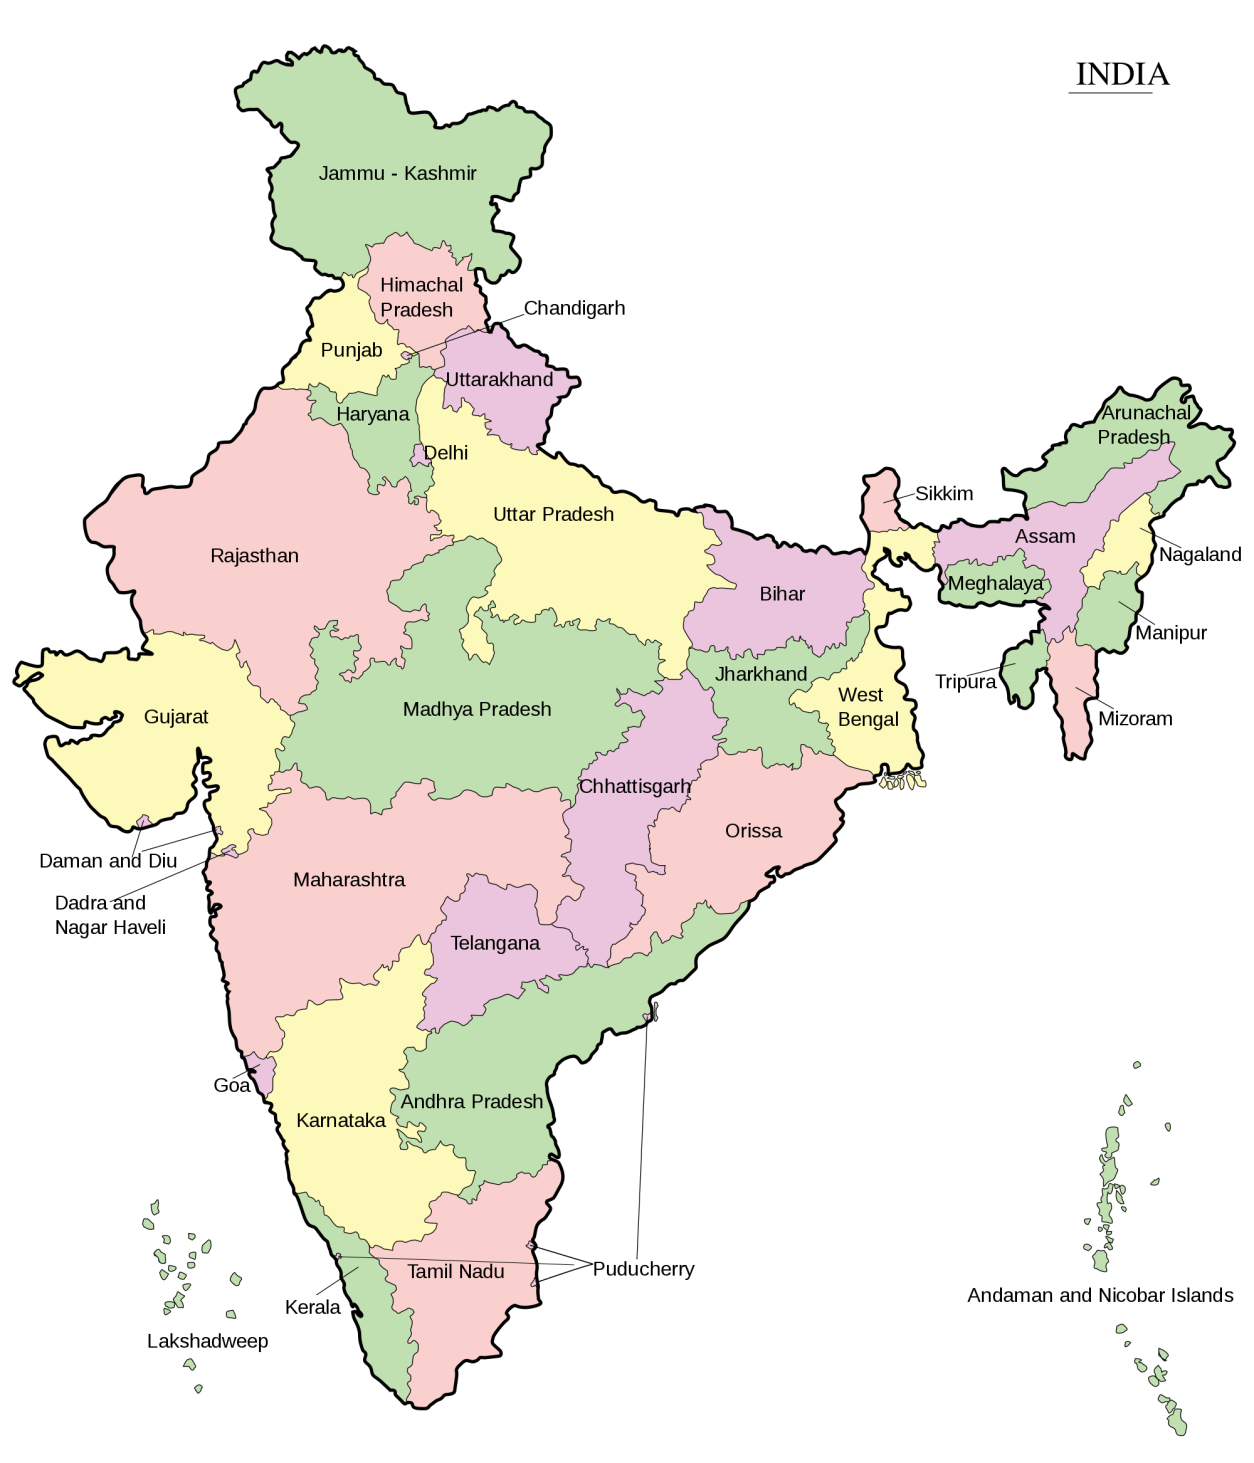 INDIA
Jammu - Kashmir
Himachal
Pradesh
Chandigarh
Punjab
Uttarakhand
Haryana
Delhi
Arunachal
Pradesh
Sikkim
Uttar Pradesh
Assam
Rajasthan
Nagaland
Meghalaya
Bihar
Manipur
Jharkhand
Tripura
West
Bengal
Mizoram
Madhya Pradesh
Gujarat
Chhattisgarh
Orissa
Daman and Diu
Maharashtra
Dadra and
Nagar Haveli
Telangana
Goa
Andhra Pradesh
Karnataka
Puducherry
Tamil Nadu
Andaman and Nicobar Islands
Kerala
Lakshadweep